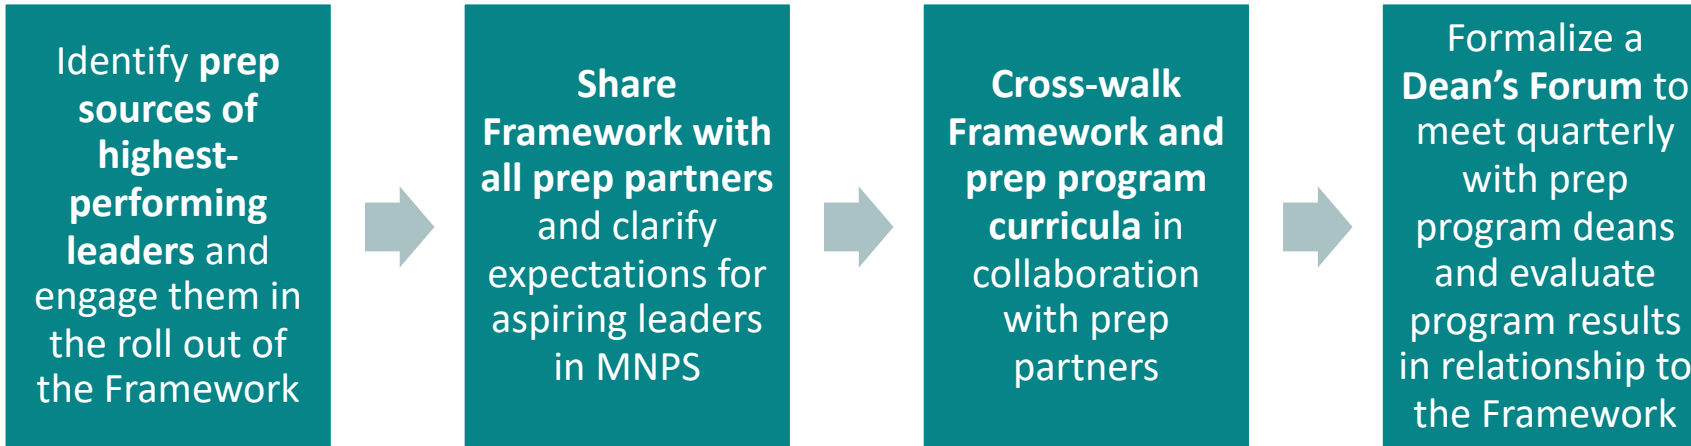 Identify prep
sources of
highest-
performing
leaders and
engage them in
the roll out of
the Framework
Share
Framework with
all prep partners
and clarify
expectations for
aspiring leaders
in MNPS
Cross-walk
Framework and
prep program
curricula in
collaboration
with prep
partners
Formalize a
Dean’s Forum to
meet quarterly
with prep
program deans
and evaluate
program results
in relationship to
the Framework